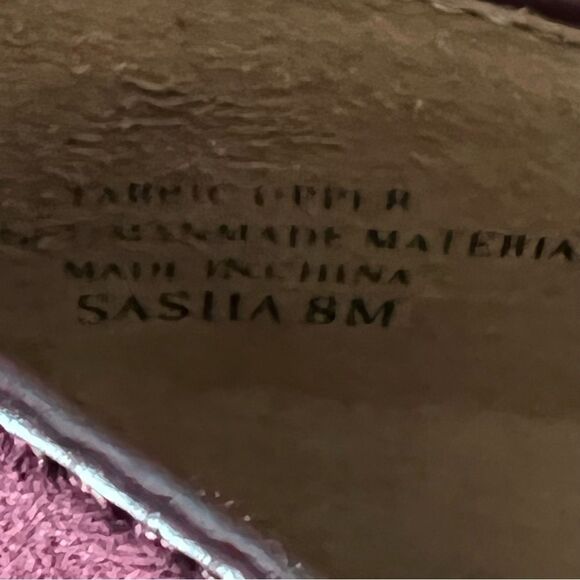 FABRIC UPPER
MANMADE MATERIA
MADE IN CHINA
SASHA 8M